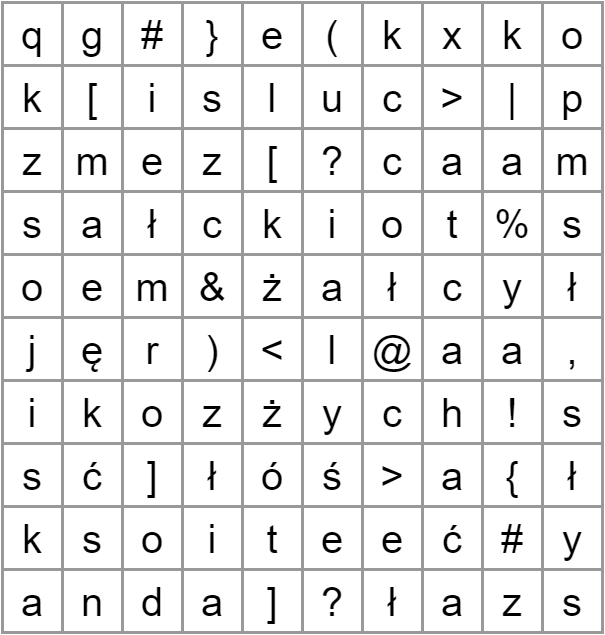 q g # } e ( k x k o
k [ i s l u c > | p
z m e z [ ? c a a m
s a ł c k i o t % s
o e m & ż a ł c y ł
j ę r ) < l @ a a ,
i k o z ż y c h ! s
s ć ] ł ó ś > a { ł
k s o i t e e ć # y
a n d a ] ? ł a z s